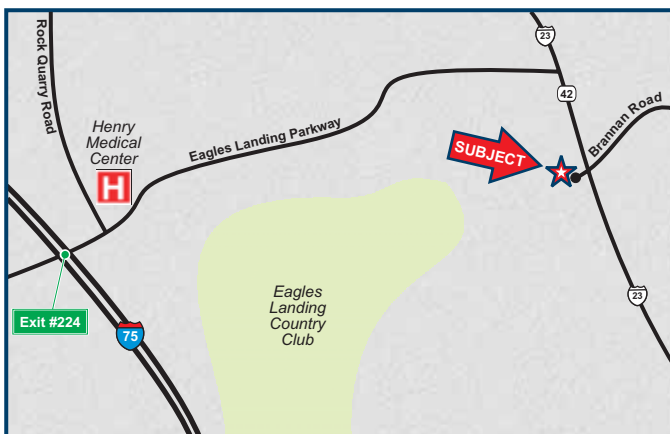 Rock Quarry Road
23
42
Brannan Road
Henry
Medical
Center
H
Eagles Landing Parkway
SUBJECT
Eagles
Landing
Country
Club
23
Exit #224
75